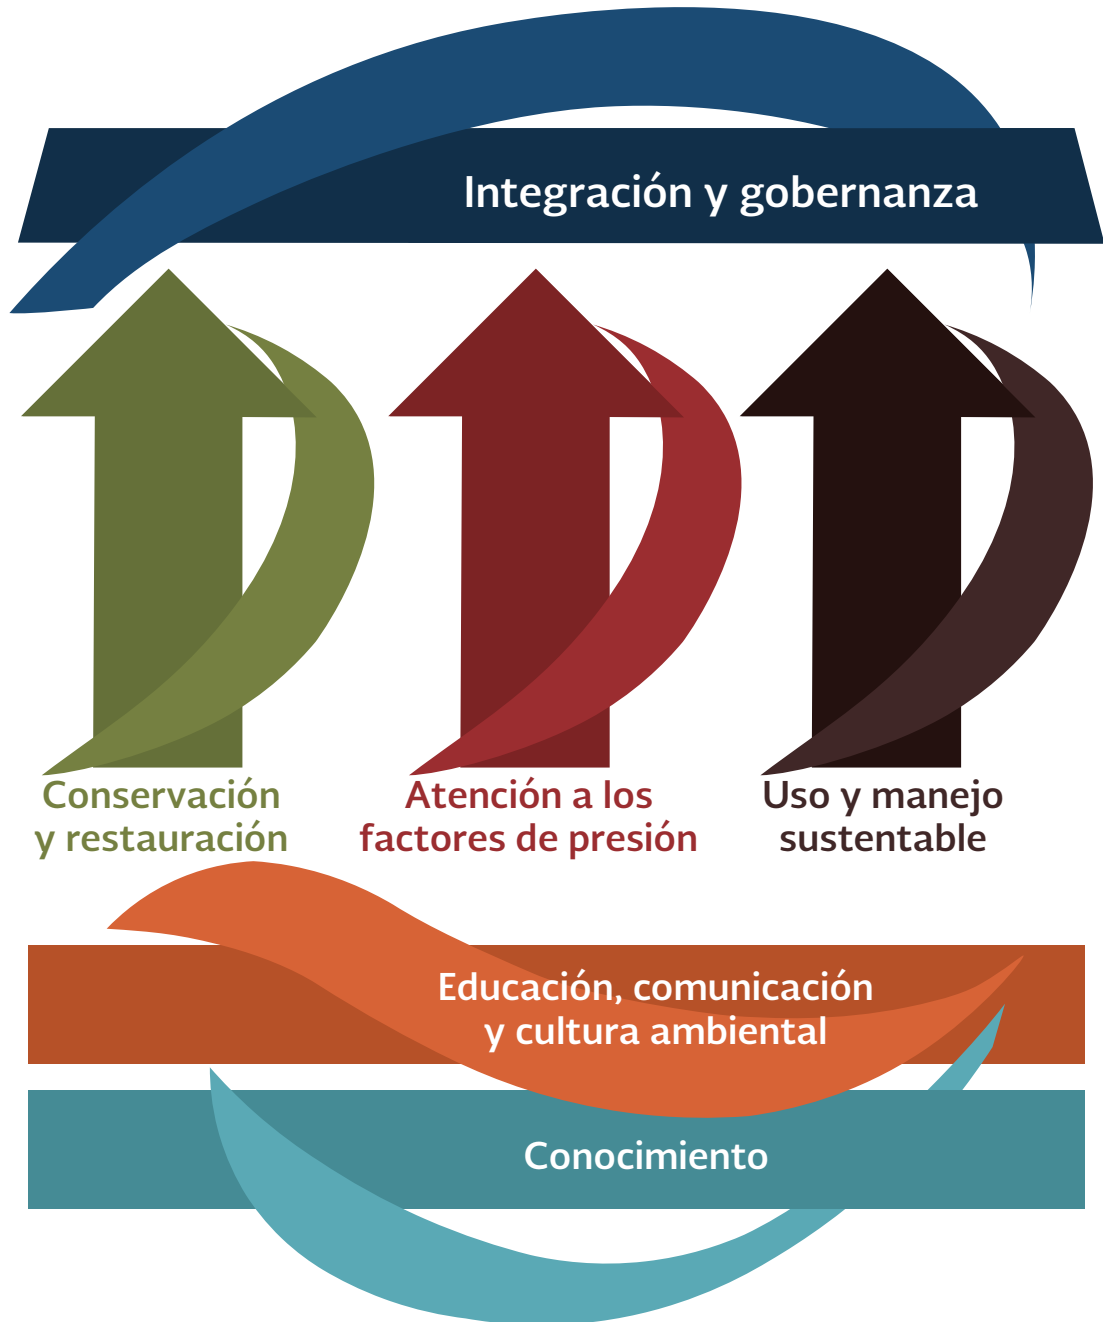 Integración y gobernanza
Conservación
y restauración
Atención a los
factores de presión
Uso y manejo
sustentable
Educación, comunicación
y cultura ambiental
Conocimiento